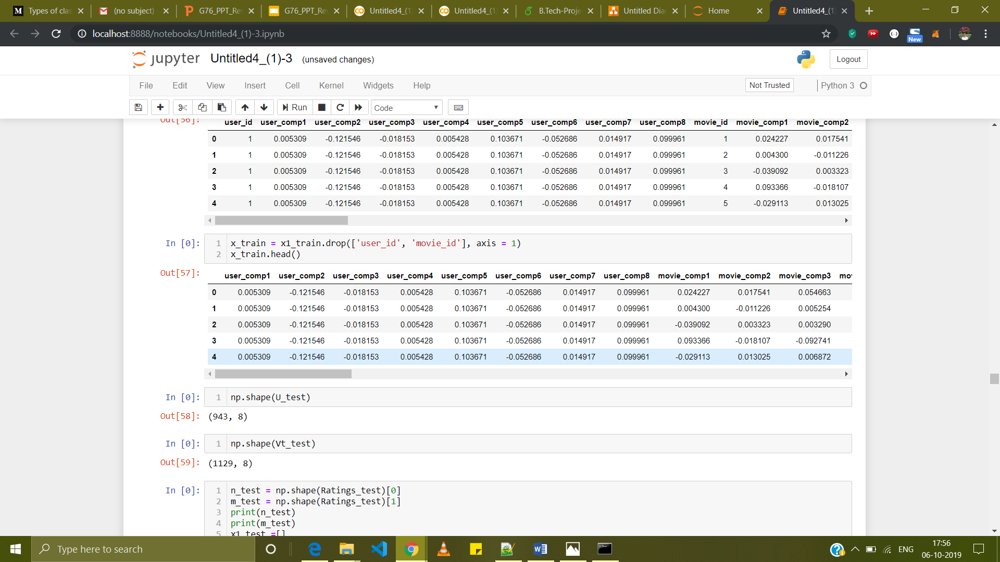 Types of clas
(no subject)
G76_PPT_Rev
G76_PPT_Rev
Untitled4_(1)
Untitled4_(1)
B.Tech-Proje
Untitled Dia
Home
Untitled4_(1)
localhost:8888/notebooks/Untitled4_(1)-3.ipynb
New
jupyter Untitled4_(1)-3 (unsaved changes)
Logout
File Edit View Insert Cell Kernel Widgets Help
Not Trusted
Python 3
Run
Code
Out[56]:
user_id user_comp1 user_comp2 user_comp3 user_comp4 user_comp5 user_comp6 user_comp7 user_comp8 movie_id movie_comp1 movie_comp2
0 1 0.005309 -0.121546 -0.018153 0.005428 0.103671 -0.052686 0.014917 0.099961 1 0.024227 0.017541
1 1 0.005309 -0.121546 -0.018153 0.005428 0.103671 -0.052686 0.014917 0.099961 2 0.004300 -0.011226
2 1 0.005309 -0.121546 -0.018153 0.005428 0.103671 -0.052686 0.014917 0.099961 3 -0.039092 0.003323
3 1 0.005309 -0.121546 -0.018153 0.005428 0.103671 -0.052686 0.014917 0.099961 4 0.093366 -0.018107
4 1 0.005309 -0.121546 -0.018153 0.005428 0.103671 -0.052686 0.014917 0.099961 5 -0.029113 0.013025
In [0]:
1 x_train = x1_train.drop(['user_id', 'movie_id'], axis = 1)
2 x_train.head()
Out[57]:
user_comp1 user_comp2 user_comp3 user_comp4 user_comp5 user_comp6 user_comp7 user_comp8 movie_comp1 movie_comp2 movie_comp3 mov
0 0.005309 -0.121546 -0.018153 0.005428 0.103671 -0.052686 0.014917 0.099961 0.024227 0.017541 0.054663
1 0.005309 -0.121546 -0.018153 0.005428 0.103671 -0.052686 0.014917 0.099961 0.004300 -0.011226 0.005254
2 0.005309 -0.121546 -0.018153 0.005428 0.103671 -0.052686 0.014917 0.099961 -0.039092 0.003323 0.003290
3 0.005309 -0.121546 -0.018153 0.005428 0.103671 -0.052686 0.014917 0.099961 0.093366 -0.018107 -0.092741
4 0.005309 -0.121546 -0.018153 0.005428 0.103671 -0.052686 0.014917 0.099961 -0.029113 0.013025 0.006872
In [0]:
1 np.shape(U_test)
Out[58]: (943, 8)
In [0]:
1 np.shape(Vt_test)
Out[59]: (1129, 8)
In [0]:
1 n_test = np.shape(Ratings_test)[0]
2 m_test = np.shape(Ratings_test)[1]
3 print(n_test)
4 print(m_test)
5 x1_test =[]
Type here to search
ENG
17:56
06-10-2019